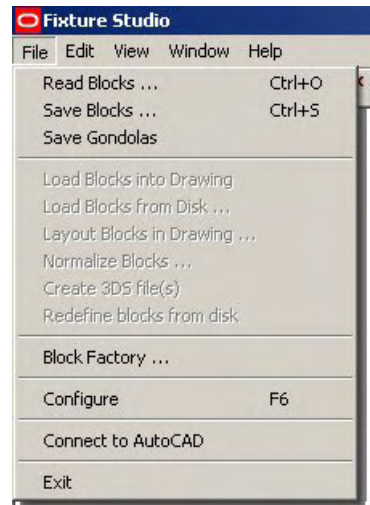 Fixture Studio
File Edit View Window Help
Read Blocks ... Ctrl+O
Save Blocks ... Ctrl+S
Save Gondolas
Load Blocks into Drawing
Load Blocks from Disk ...
Layout Blocks in Drawing ...
Normalize Blocks ...
Create 3DS file(s)
Redefine blocks from disk
Block Factory ...
Configure F6
Connect to AutoCAD
Exit